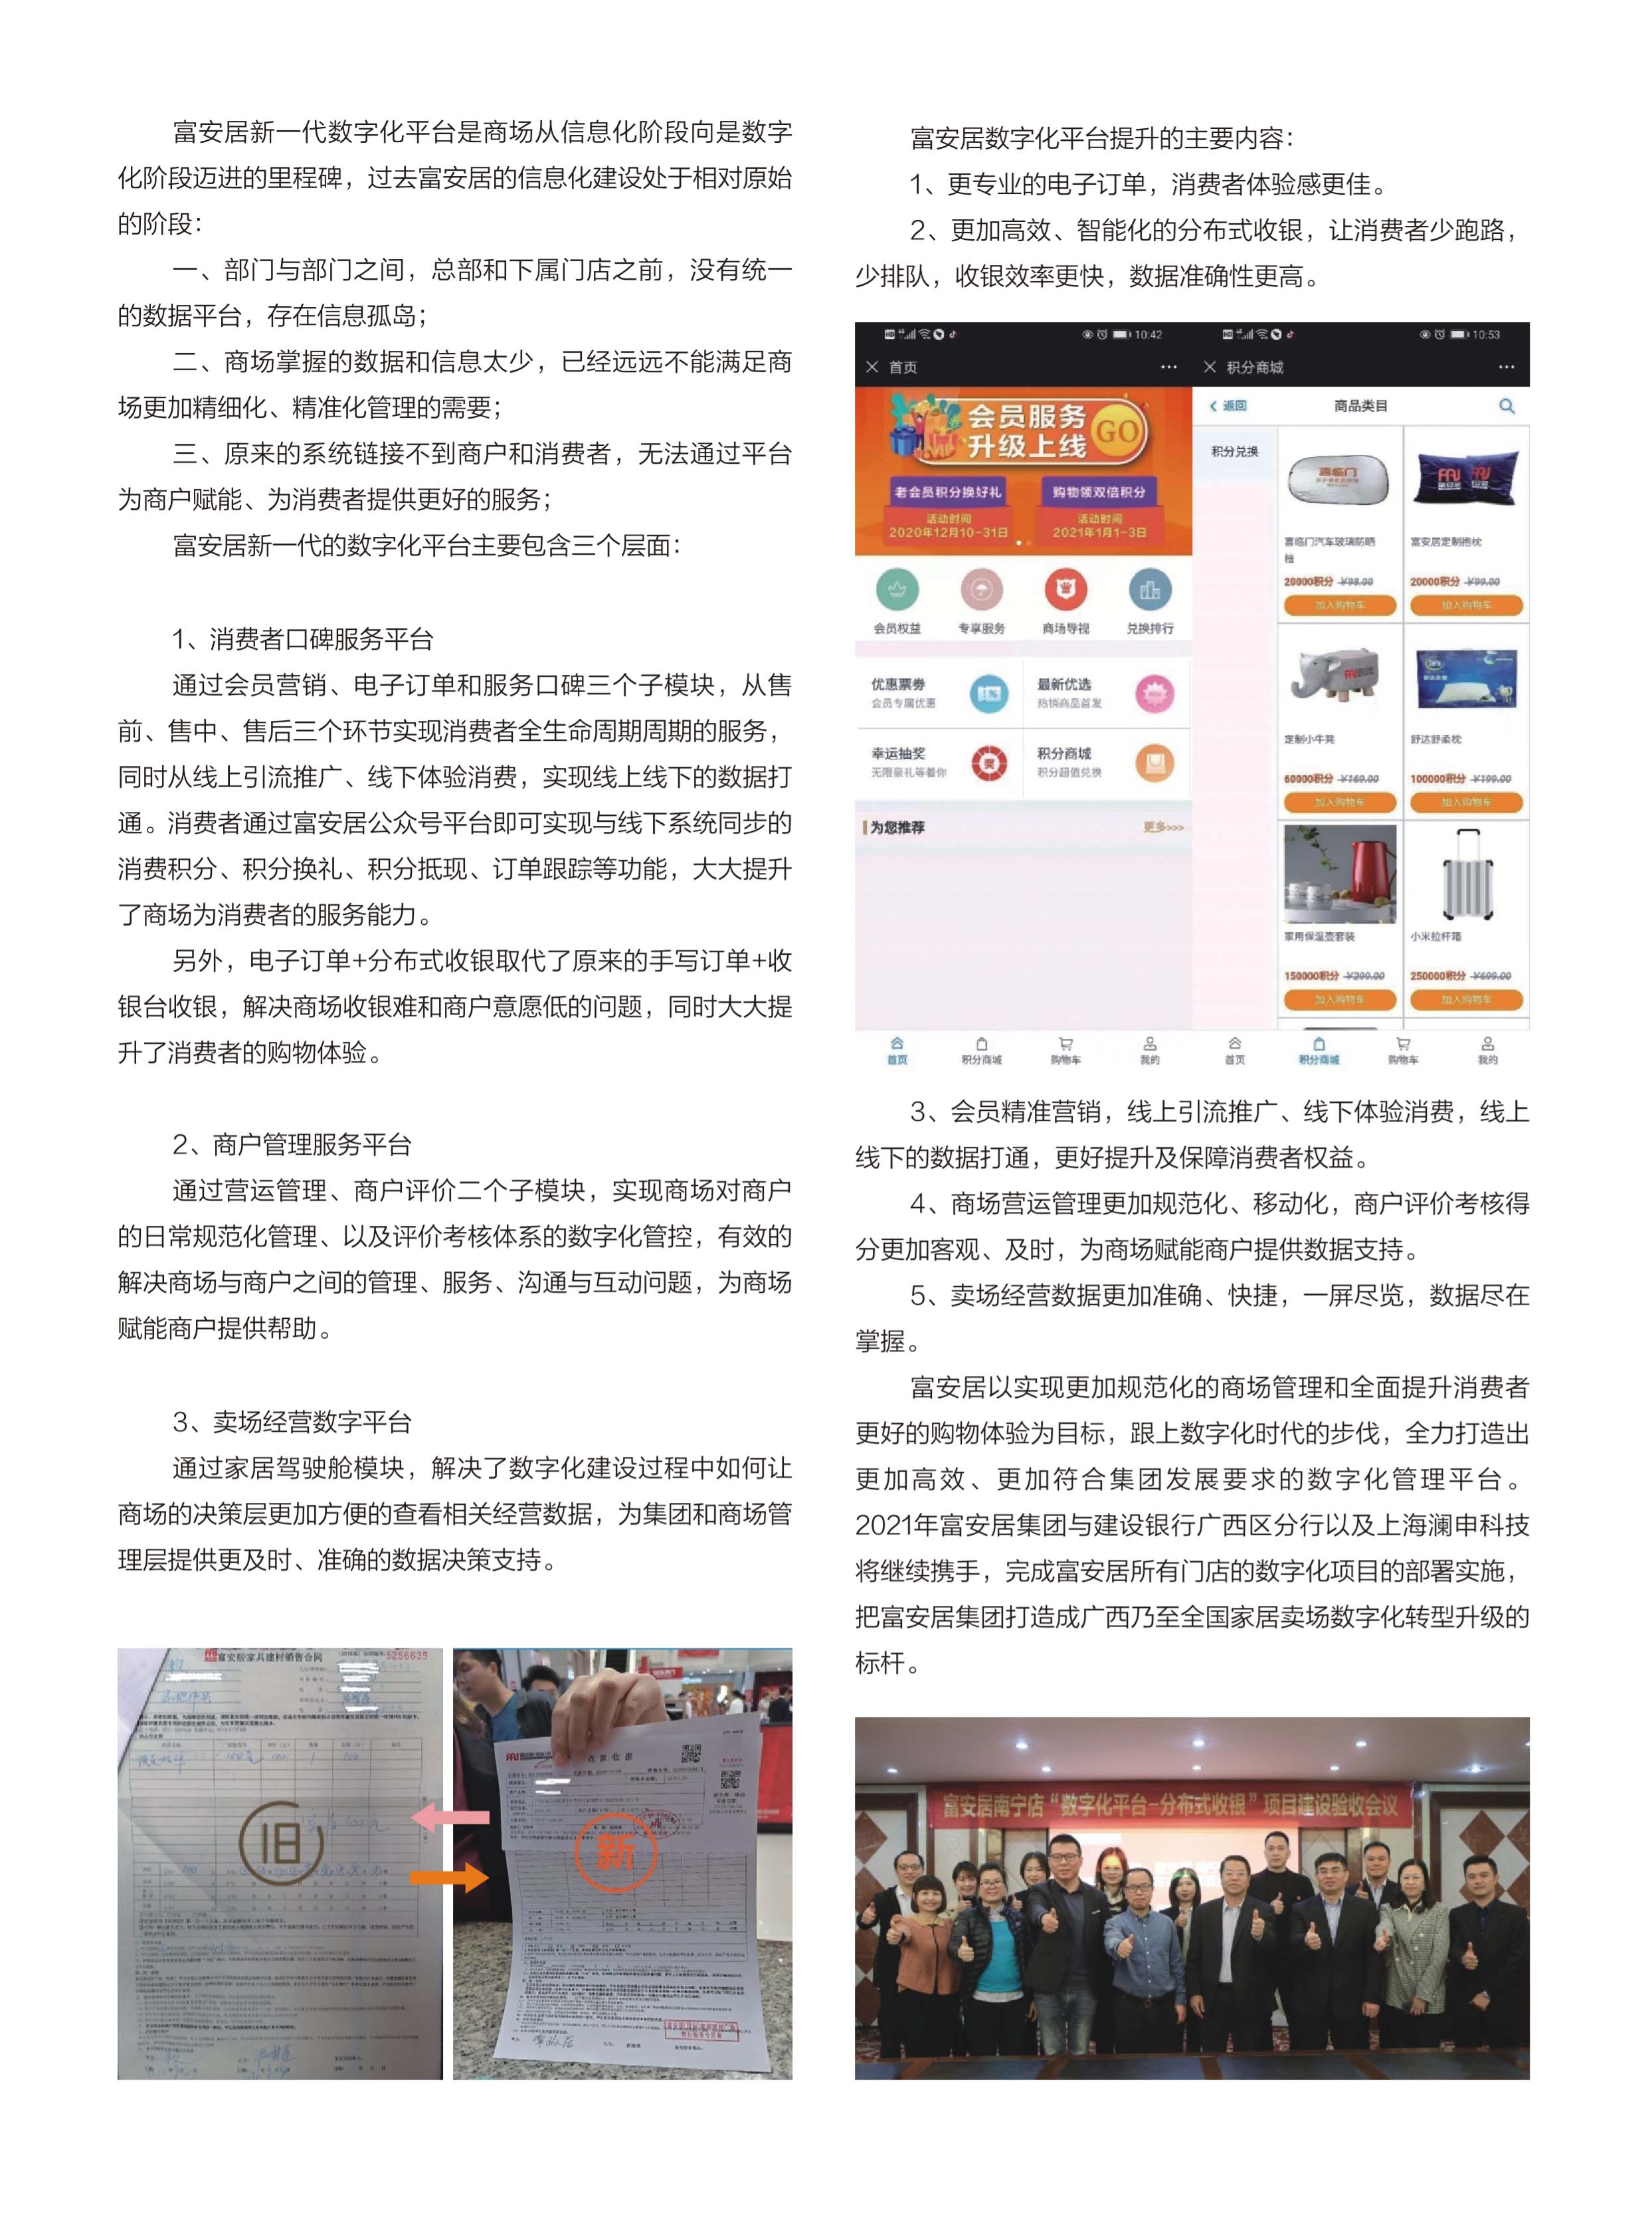 富安居新一代数字化平台是商场从信息化阶段向是数字
化阶段迈进的里程碑，过去富安居的信息化建设处于相对原始
的阶段：
一、部门与部门之间，总部和下属门店之前，没有统一
的数据平台，存在信息孤岛；
二、商场掌握的数据和信息太少，已经远远不能满足商
场更加精细化、精准化管理的需要；
三、原来的系统链接不到商户和消费者，无法通过平台
为商户赋能、为消费者提供更好的服务；
富安居新一代的数字化平台主要包含三个层面：
1、消费者口碑服务平台
通过会员营销、电子订单和服务口碑三个子模块，从售
前、售中、售后三个环节实现消费者全生命周期周期的服务，
同时从线上引流推广、线下体验消费，实现线上线下的数据打
通。消费者通过富安居公众号平台即可实现与线下系统同步的
消费积分、积分换礼、积分抵现、订单跟踪等功能，大大提升
了商场为消费者的服务能力。
另外，电子订单+分布式收银取代了原来的手写订单+收
银台收银，解决商场收银难和商户意愿低的问题，同时大大提
升了消费者的购物体验。
2、商户管理服务平台
通过营运管理、商户评价二个子模块，实现商场对商户
的日常规范化管理、以及评价考核体系的数字化管控，有效的
解决商场与商户之间的管理、服务、沟通与互动问题，为商场
赋能商户提供帮助。
3、卖场经营数字平台
通过家居驾驶舱模块，解决了数字化建设过程中如何让
商场的决策层更加方便的查看相关经营数据，为集团和商场管
理层提供更及时、准确的数据决策支持。
富安居家具建材销售合同
5256639
旧
收款收据
新
富安居数字化平台提升的主要内容：
1、更专业的电子订单，消费者体验感更佳。
2、更加高效、智能化的分布式收银，让消费者少跑路，
少排队，收银效率更快，数据准确性更高。
10:42
首页
会员服务
升级上线
GO
老会员积分换好礼 购物领双倍积分
活动时间 活动时间
2020年12月10-31日 2021年1月1-3日
会员权益 专享服务 商场导视 兑换排行
优惠票券 最新优选
会员专属优惠 热销商品首发
幸运抽奖 积分商城
无限豪礼等着你 积分超值兑换
为您推荐 更多>>>
首页 积分商城 购物车 我的
10:53
积分商城
返回 商品类目
积分兑换
喜临门
喜临门汽车玻璃防晒
档
富安居定制抱枕
20000积分 ¥98.00 20000积分 ¥99.00
加入购物车 加入购物车
定制小牛凳 舒达舒柔枕
60000积分 ¥169.00 100000积分 ¥199.00
加入购物车 加入购物车
家用保温壶套装 小米拉杆箱
150000积分 ¥299.00 250000积分 ¥699.00
加入购物车 加入购物车
首页 积分商城 购物车 我的
3、会员精准营销，线上引流推广、线下体验消费，线上
线下的数据打通，更好提升及保障消费者权益。
4、商场营运管理更加规范化、移动化，商户评价考核得
分更加客观、及时，为商场赋能商户提供数据支持。
5、卖场经营数据更加准确、快捷，一屏尽览，数据尽在
掌握。
富安居以实现更加规范化的商场管理和全面提升消费者
更好的购物体验为目标，跟上数字化时代的步伐，全力打造出
更加高效、更加符合集团发展要求的数字化管理平台。
2021年富安居集团与建设银行广西区分行以及上海澜申科技
将继续携手，完成富安居所有门店的数字化项目的部署实施，
把富安居集团打造成广西乃至全国家居卖场数字化转型升级的
标杆。
富安居南宁店“数字化平台-分布式收银”项目建设验收会议